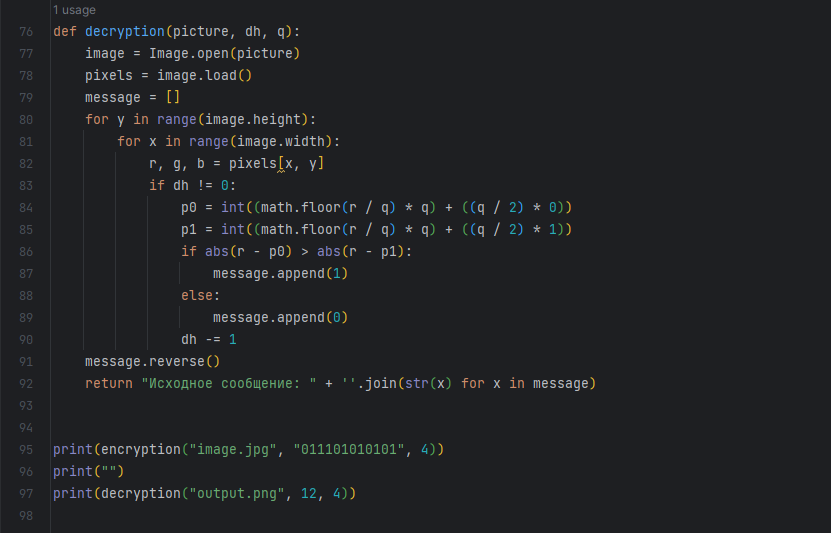 1 usage
76 def decryption(picture, dh, q):
77     image = Image.open(picture)
78     pixels = image.load()
79     message = []
80     for y in range(image.height):
81         for x in range(image.width):
82             r, g, b = pixels[x, y]
83             if dh != 0:
84                 p0 = int((math.floor(r / q) * q) + ((q / 2) * 0))
85                 p1 = int((math.floor(r / q) * q) + ((q / 2) * 1))
86                 if abs(r - p0) > abs(r - p1):
87                     message.append(1)
88                 else:
89                     message.append(0)
90                 dh -= 1
91     message.reverse()
92     return "Исходное сообщение: " + ''.join(str(x) for x in message)
93
94
95 print(encryption("image.jpg", "011101010101", 4))
96 print("")
97 print(decryption("output.png", 12, 4))
98